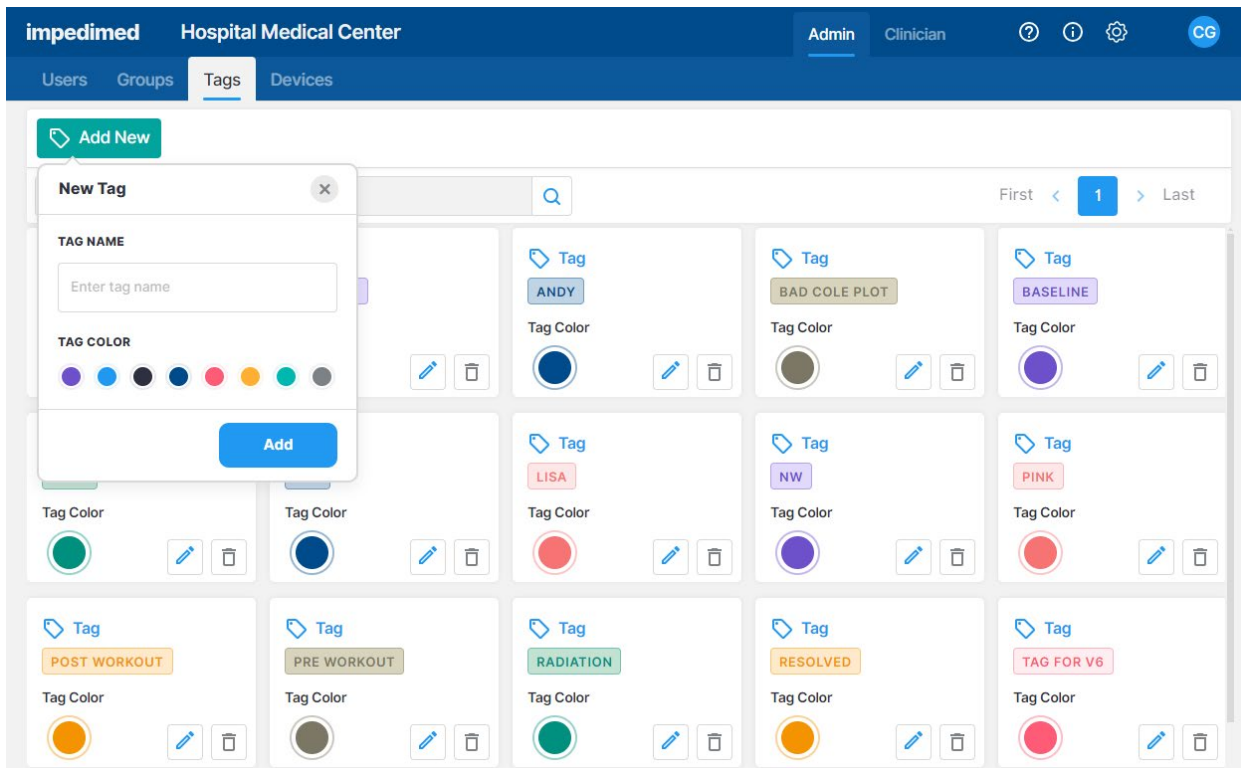 impedimed Hospital Medical Center Admin Clinician CG
Users Groups Tags Devices
Add New
New Tag
First < 1 > Last
TAG NAME
Enter tag name
TAG COLOR
Add
Tag Tag Tag
ANDY BAD COLE PLOT BASELINE
Tag Color Tag Color Tag Color
Tag Tag Tag
LISA NW PINK
Tag Color Tag Color Tag Color Tag Color Tag Color
Tag Tag Tag Tag Tag
POST WORKOUT PRE WORKOUT RADIATION RESOLVED TAG FOR V6
Tag Color Tag Color Tag Color Tag Color Tag Color